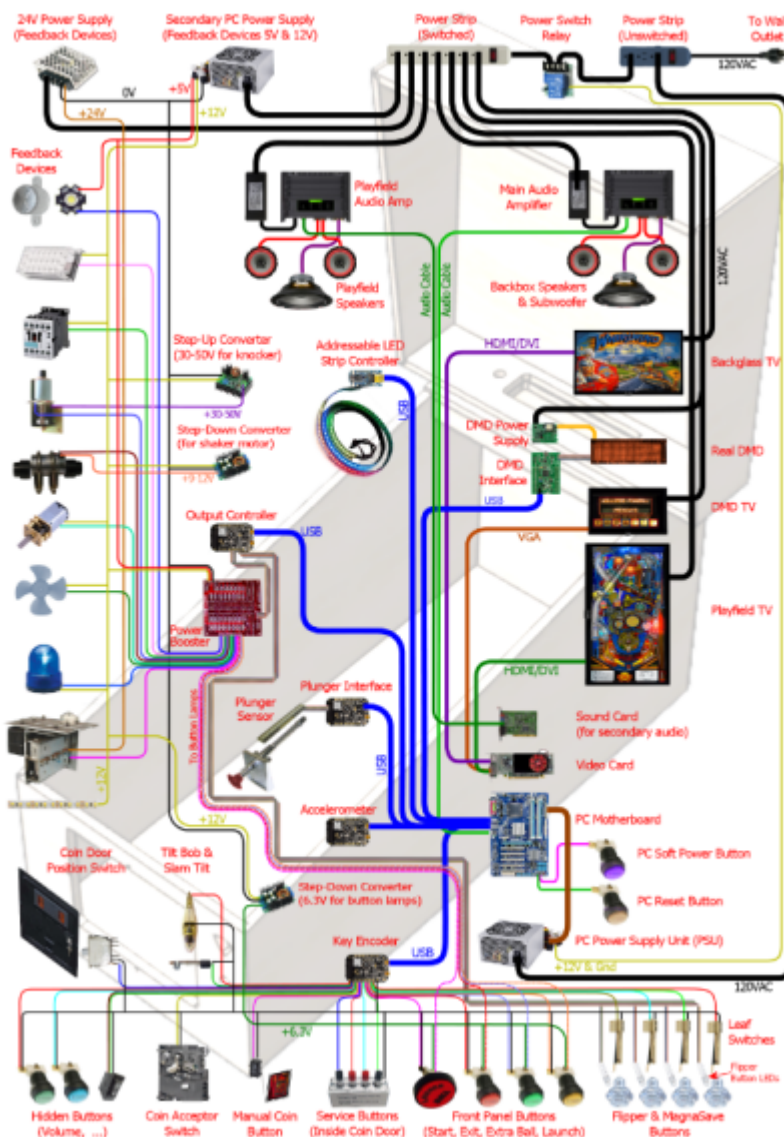 24V Power Supply
(Feedback Devices)
Secondary PC Power Supply
(Feedback Devices 5V & 12V)
Power Strip
(Switched)
Power Switch
Relay
Power Strip
(Unswitched)
To Wall
Outlet
120VAC
0V
+5V
+24V
+12V
Feedback
Devices
Playfield
Audio Amp
Main Audio
Amplifier
120VAC
Playfield
Speakers
Audio Cable
Audio Cable
Backbox Speakers
& Subwoofer
Step-Up Converter
(30-50V for knocker)
Addressable LED
Strip Controller
HDMI/DVI
Backglass TV
USB
+30-50V
Step-Down Converter
(for shaker motor)
+9-12V
DMD Power
Supply
Real DMD
DMD
Interface
USB
DMD TV
Output Controller
USB
VGA
Playfield TV
Power
Booster
HDMI/DVI
Plunger Interface
Plunger
Sensor
To Button Lamps
USB
Sound Card
(for secondary audio)
Video Card
+12V
+12V
Accelerometer
PC Motherboard
PC Soft Power Button
Coin Door
Position Switch
Tilt Bob &
Slam Tilt
Step-Down Converter
(6.3V for button lamps)
PC Reset Button
Key Encoder
USB
PC Power Supply Unit (PSU)
+12V & Gnd
120VAC
+6.3V
Leaf
Switches
Flipper
Button LEDs
Hidden Buttons
(Volume, ...)
Coin Acceptor
Switch
Manual Coin
Button
Service Buttons
(Inside Coin Door)
Front Panel Buttons
(Start, Exit, Extra Ball, Launch)
Flipper & MagnaSave
Buttons